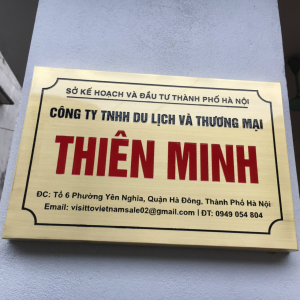 SỞ KẾ HOẠCH VÀ ĐẦU TƯ THÀNH PHỐ HÀ NỘI
CÔNG TY TNHH DU LỊCH VÀ THƯƠNG MẠI
THIÊN MINH
ĐC: Tổ 6 Phường Yên Nghĩa, Quận Hà Đông, Thành Phố Hà Nội
Email: visittovietnamsale02@gmail.com | ĐT: 0949 054 804